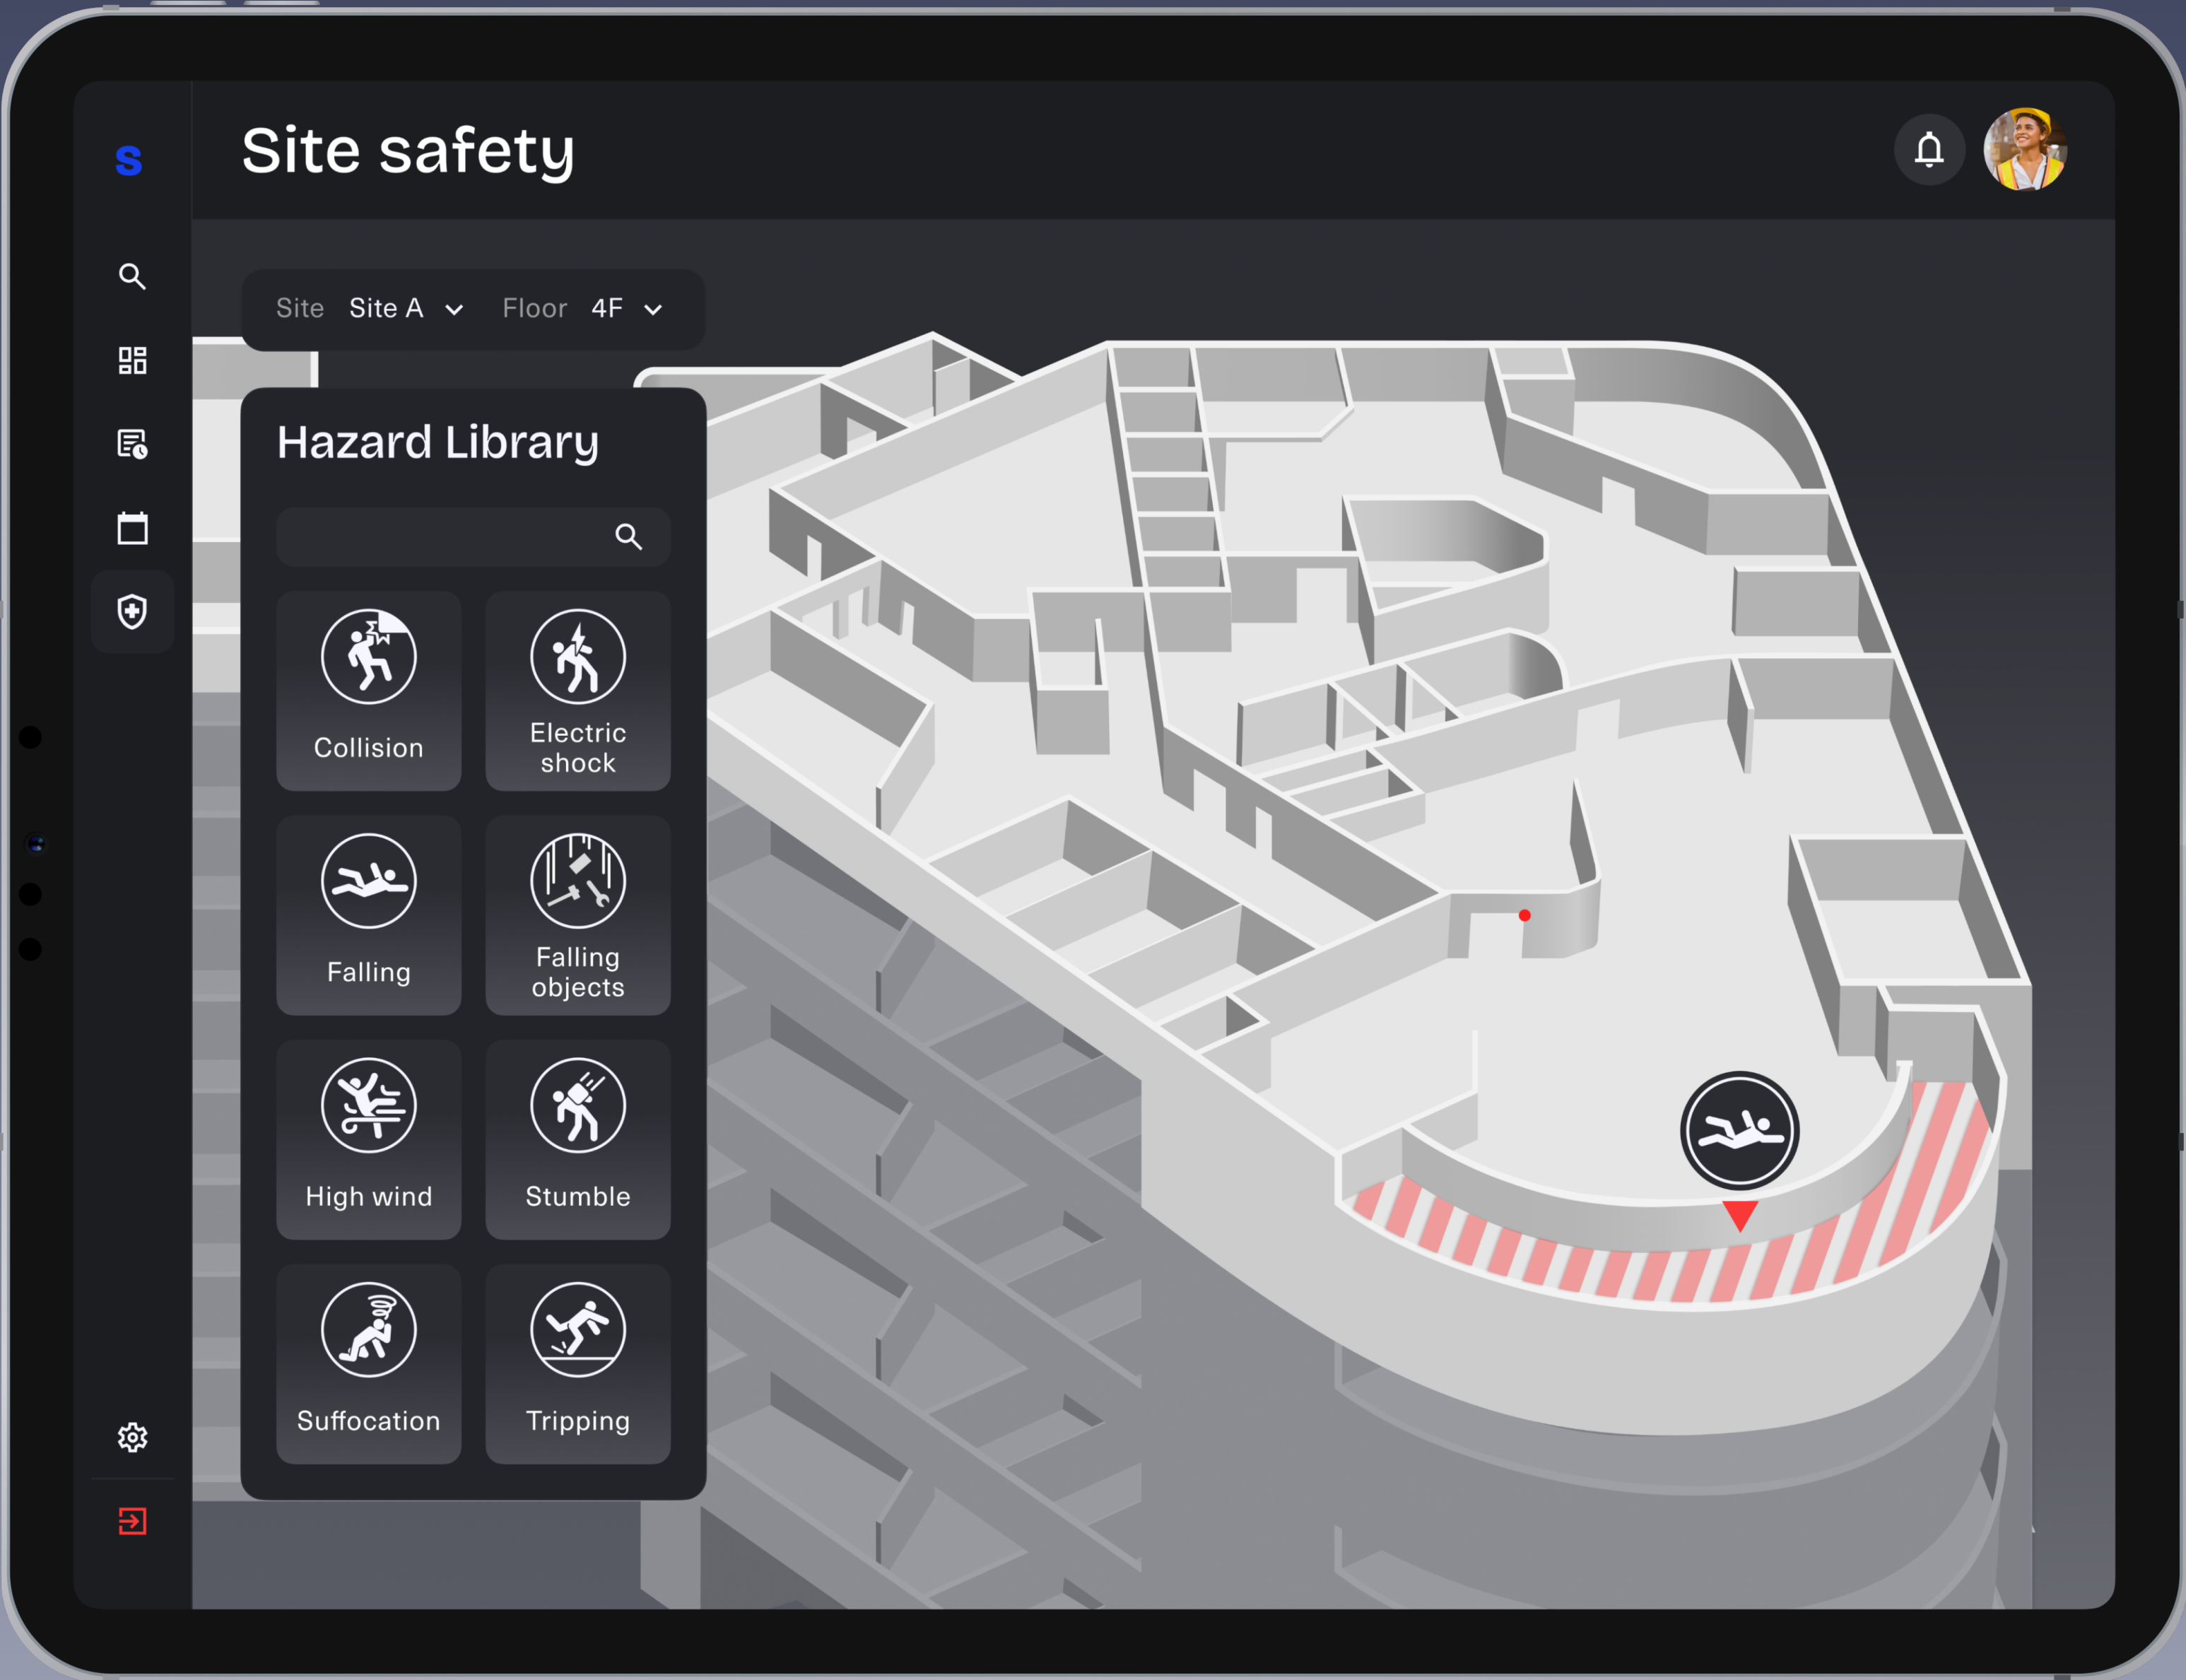 s
Site safety
Site Site A Floor 4F
Hazard Library
Collision
Electric
shock
Falling
Falling
objects
High wind
Stumble
Suffocation
Tripping